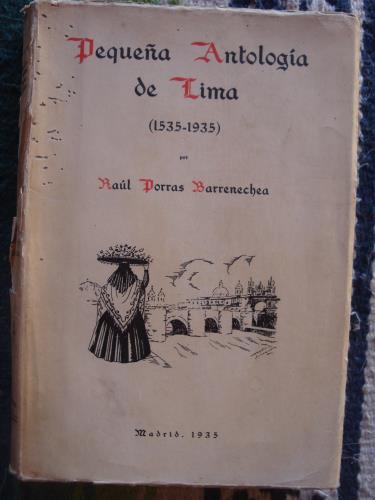 Pequeña Antología
de Lima
(1535-1935)
por
Raúl Porras Barrenechea
Madrid, 1935